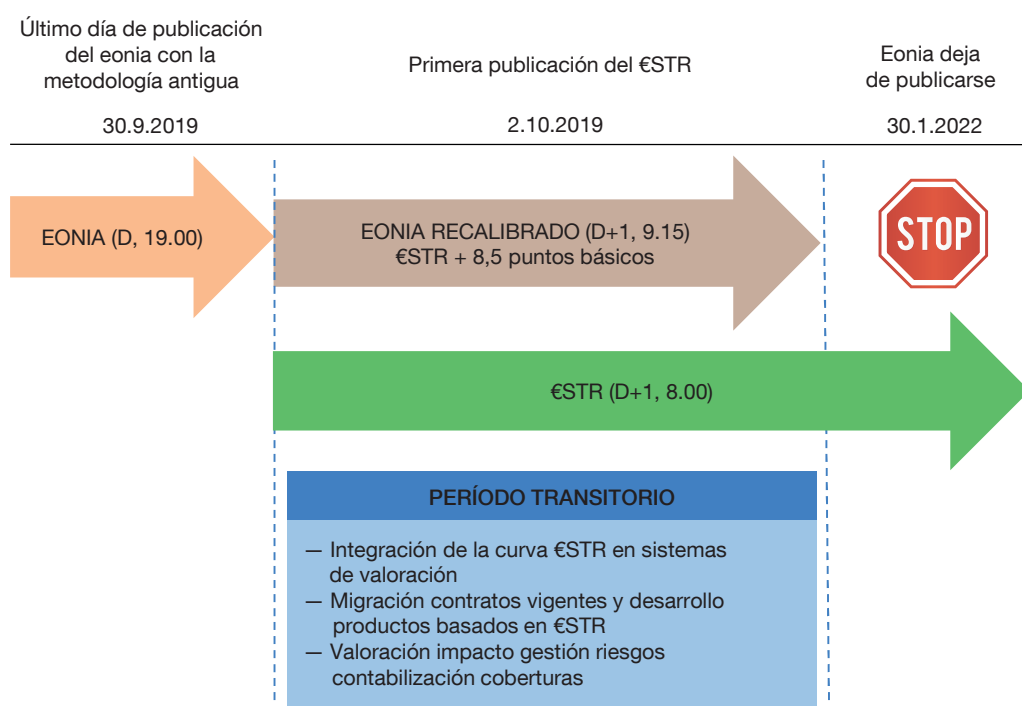 Último día de publicación
del eonia con la
metodología antigua
30.9.2019
Primera publicación del €STR
2.10.2019
Eonia deja
de publicarse
30.1.2022
EONIA (D, 19.00)
EONIA RECALIBRADO (D+1, 9.15)
€STR + 8,5 puntos básicos
STOP
€STR (D+1, 8.00)
PERÍODO TRANSITORIO
— Integración de la curva €STR en sistemas
de valoración
— Migración contratos vigentes y desarrollo
productos basados en €STR
— Valoración impacto gestión riesgos
contabilización coberturas